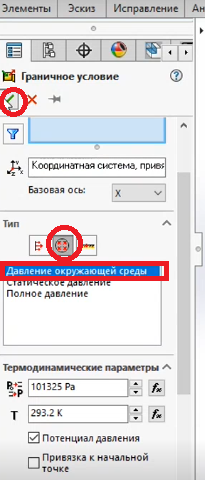 Элементы Эскиз Исправление
Граничное условие
Координатная система, привя
Базовая ось: X
Тип
Давление окружающей среды
Статическое давление
Полное давление
Термодинамические параметры
101325 Pa
T 293.2 K
Потенциал давления
Привязка к начальной
точке